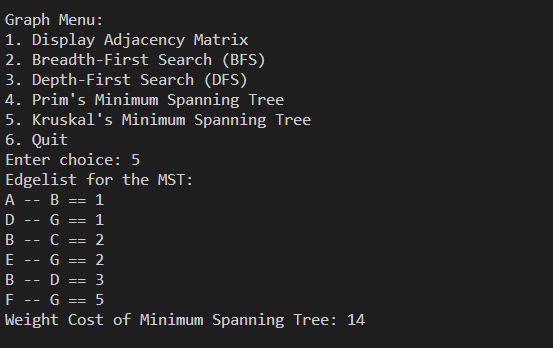 Graph Menu:
1. Display Adjacency Matrix
2. Breadth-First Search (BFS)
3. Depth-First Search (DFS)
4. Prim's Minimum Spanning Tree
5. Kruskal's Minimum Spanning Tree
6. Quit
Enter choice: 5
Edgelist for the MST:
A -- B == 1
D -- G == 1
B -- C == 2
E -- G == 2
B -- D == 3
F -- G == 5
Weight Cost of Minimum Spanning Tree: 14